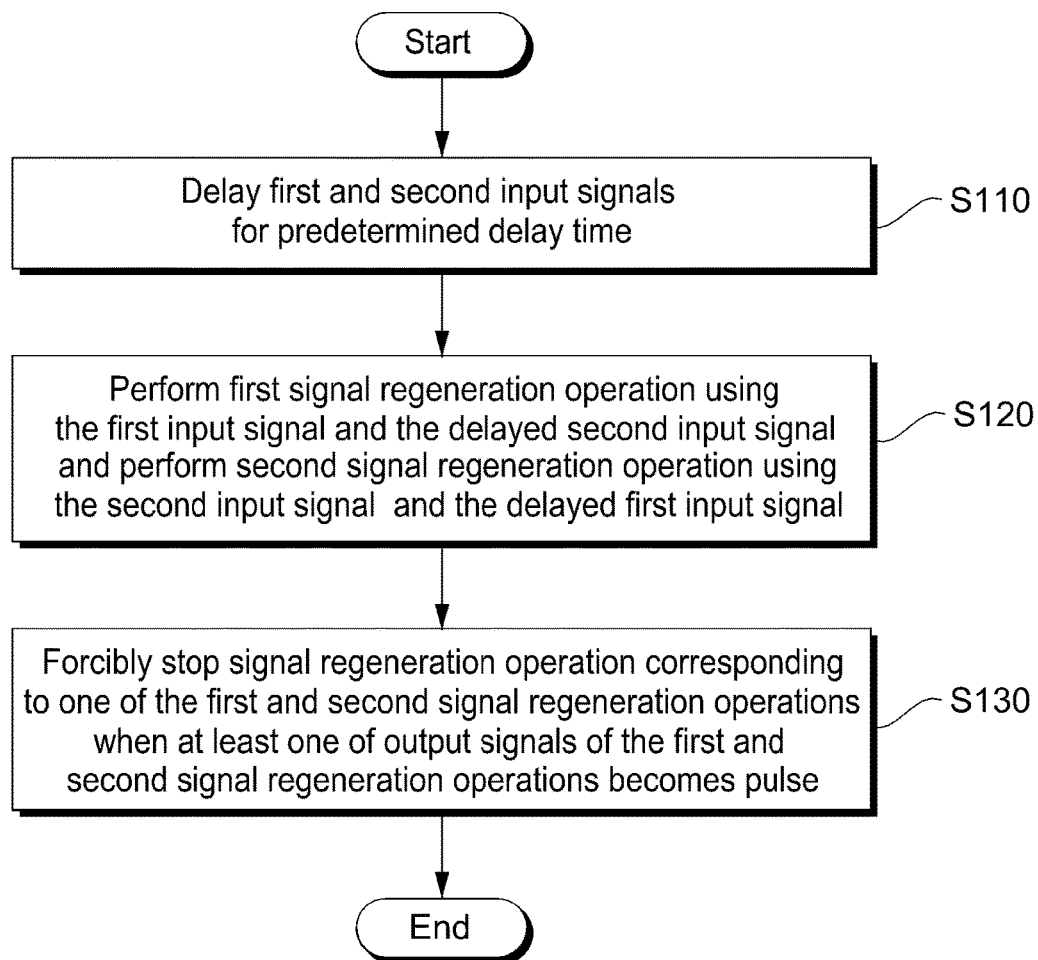 Start
Delay first and second input signals
for predetermined delay time
S110
Perform first signal regeneration operation using
the first input signal and the delayed second input signal
and perform second signal regeneration operation using
the second input signal and the delayed first input signal
S120
Forcibly stop signal regeneration operation corresponding
to one of the first and second signal regeneration operations
when at least one of output signals of the first and
second signal regeneration operations becomes pulse
S130
End